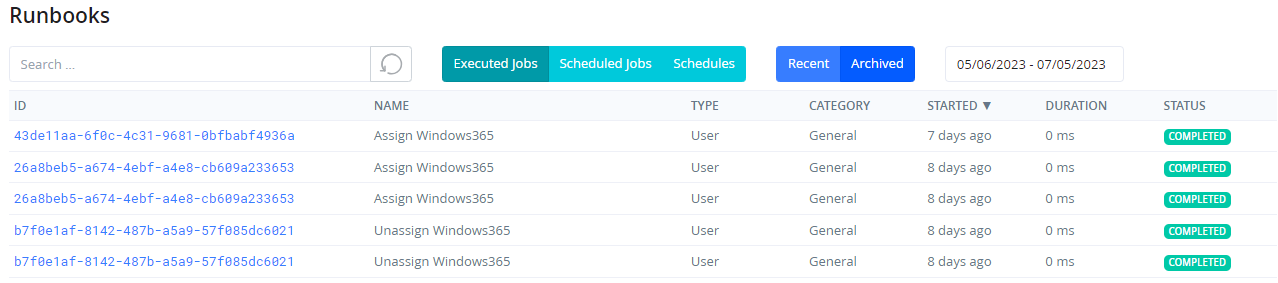 Runbooks
Search ... Executed Jobs Scheduled Jobs Schedules Recent Archived 05/06/2023 - 07/05/2023
ID NAME TYPE CATEGORY STARTED ▼ DURATION STATUS
43de11aa-6f0c-4c31-9681-0bfbabf4936a Assign Windows365 User General 7 days ago 0 ms COMPLETED
26a8beb5-a674-4ebf-a4e8-cb609a233653 Assign Windows365 User General 8 days ago 0 ms COMPLETED
26a8beb5-a674-4ebf-a4e8-cb609a233653 Assign Windows365 User General 8 days ago 0 ms COMPLETED
b7f0e1af-8142-487b-a5a9-57f085dc6021 Unassign Windows365 User General 8 days ago 0 ms COMPLETED
b7f0e1af-8142-487b-a5a9-57f085dc6021 Unassign Windows365 User General 8 days ago 0 ms COMPLETED